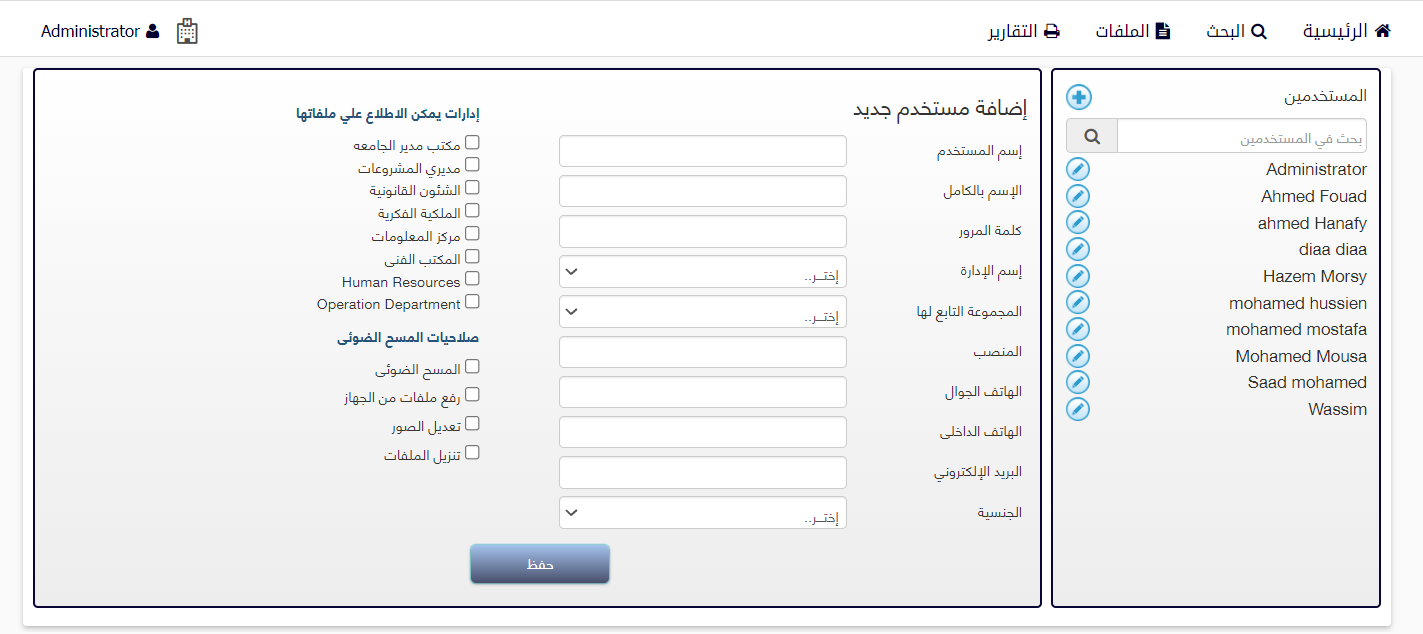 الرئيسية
البحث
الملفات
التقارير
Administrator
المستخدمين
بحث في المستخدمين
Administrator
Ahmed Fouad
ahmed Hanafy
diaa diaa
Hazem Morsy
mohamed hussien
mohamed mostafa
Mohamed Mousa
Saad mohamed
Wassim
إضافة مستخدم جديد
إسم المستخدم
الإسم بالكامل
كلمة المرور
إسم الإدارة
إختــر..
المجموعة التابع لها
إختــر..
المنصب
الهاتف الجوال
الهاتف الداخلى
البريد الإلكتروني
الجنسية
إختــر..
إدارات يمكن الاطلاع علي ملفاتها
مكتب مدير الجامعه
مديري المشروعات
الشئون القانونية
الملكية الفكرية
مركز المعلومات
المكتب الفنى
Human Resources
Operation Department
صلاحيات المسح الضوئى
المسح الضوئى
رفع ملفات من الجهاز
تعديل الصور
تنزيل الملفات
حفظ